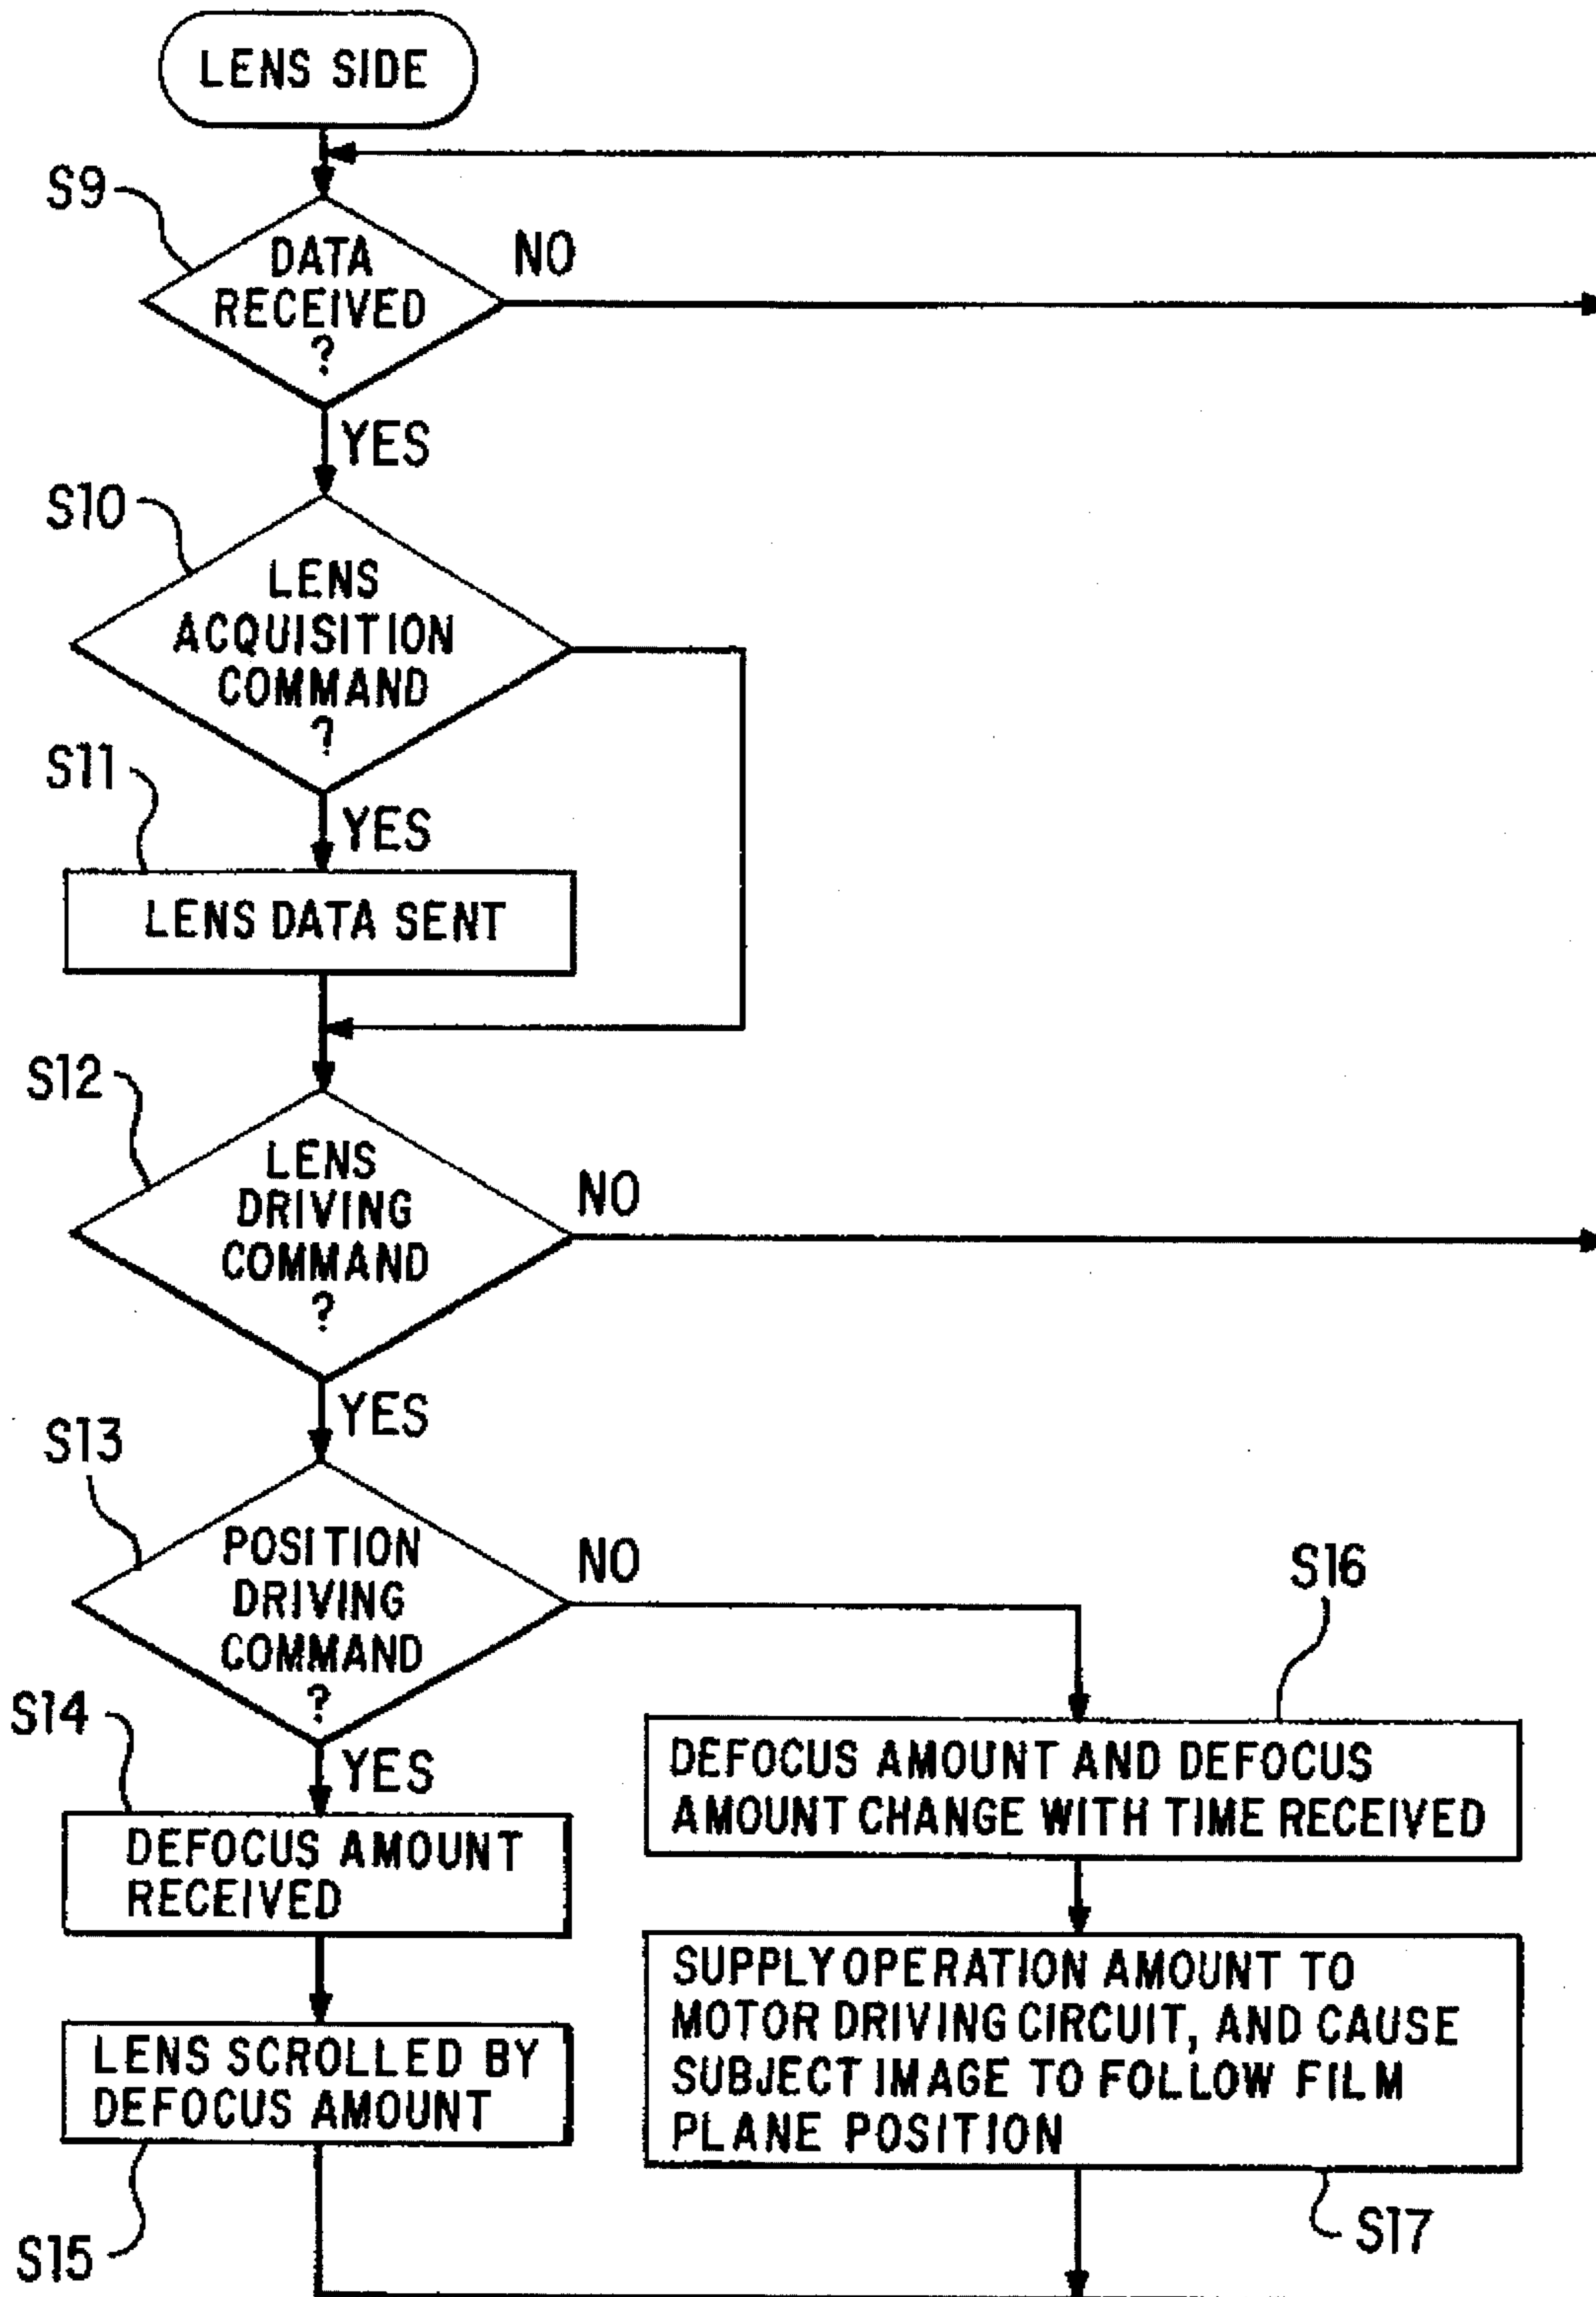 LENS SIDE
S9
DATA
RECEIVED
?
NO
YES
S10
LENS
ACQUISITION
COMMAND
?
S11
YES
LENS DATA SENT
S12
LENS
DRIVING
COMMAND
?
NO
YES
S13
POSITION
DRIVING
COMMAND
?
NO
S16
S14
YES
DEFOCUS AMOUNT
RECEIVED
DEFOCUS AMOUNT AND DEFOCUS
AMOUNT CHANGE WITH TIME RECEIVED
LENS SCROLLED BY
DEFOCUS AMOUNT
SUPPLY OPERATION AMOUNT TO
MOTOR DRIVING CIRCUIT, AND CAUSE
SUBJECT IMAGE TO FOLLOW FILM
PLANE POSITION
S15
S17